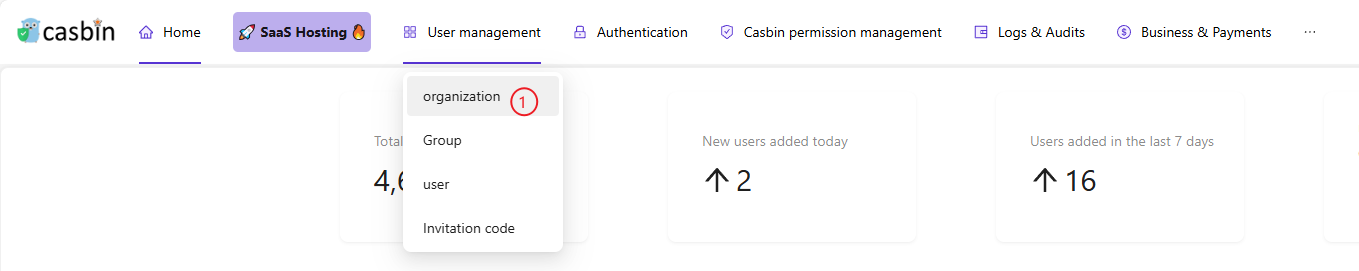 casbin Home 🚀 SaaS Hosting 🔥 User management Authentication Casbin permission management Logs & Audits Business & Payments ···
organization 1
Group
user
Invitation code
Total
4,6
New users added today
↑ 2
Users added in the last 7 days
↑ 16